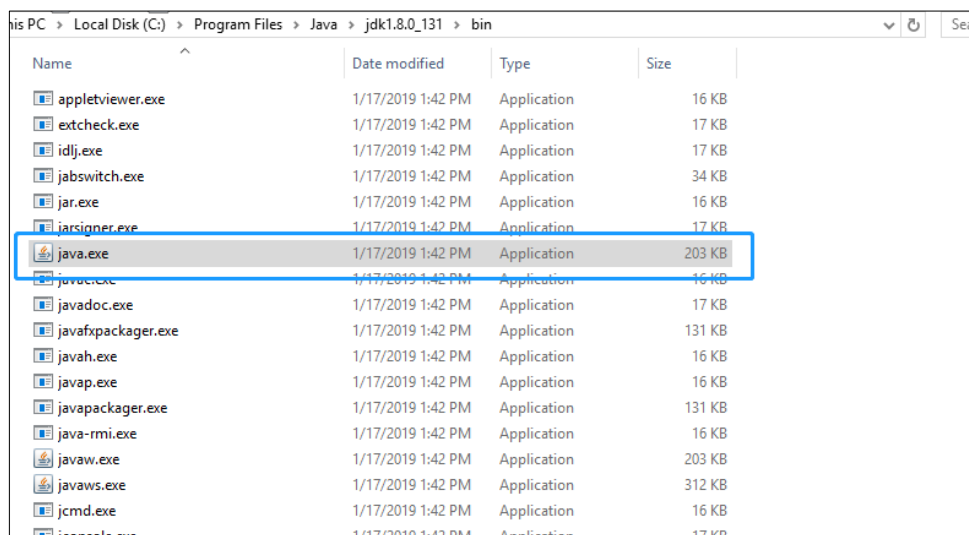 his PC > Local Disk (C:) > Program Files > Java > jdk1.8.0_131 > bin Sea
Name Date modified Type Size
appletviewer.exe 1/17/2019 1:42 PM Application 16 KB
extcheck.exe 1/17/2019 1:42 PM Application 17 KB
idlj.exe 1/17/2019 1:42 PM Application 17 KB
jabswitch.exe 1/17/2019 1:42 PM Application 34 KB
jar.exe 1/17/2019 1:42 PM Application 16 KB
jarsigner.exe 1/17/2019 1:42 PM Application 17 KB
java.exe 1/17/2019 1:42 PM Application 203 KB
javac.exe 1/17/2019 1:42 PM Application 16 KB
javadoc.exe 1/17/2019 1:42 PM Application 17 KB
javafxpackager.exe 1/17/2019 1:42 PM Application 131 KB
javah.exe 1/17/2019 1:42 PM Application 16 KB
javap.exe 1/17/2019 1:42 PM Application 16 KB
javapackager.exe 1/17/2019 1:42 PM Application 131 KB
java-rmi.exe 1/17/2019 1:42 PM Application 16 KB
javaw.exe 1/17/2019 1:42 PM Application 203 KB
javaws.exe 1/17/2019 1:42 PM Application 312 KB
jcmd.exe 1/17/2019 1:42 PM Application 16 KB